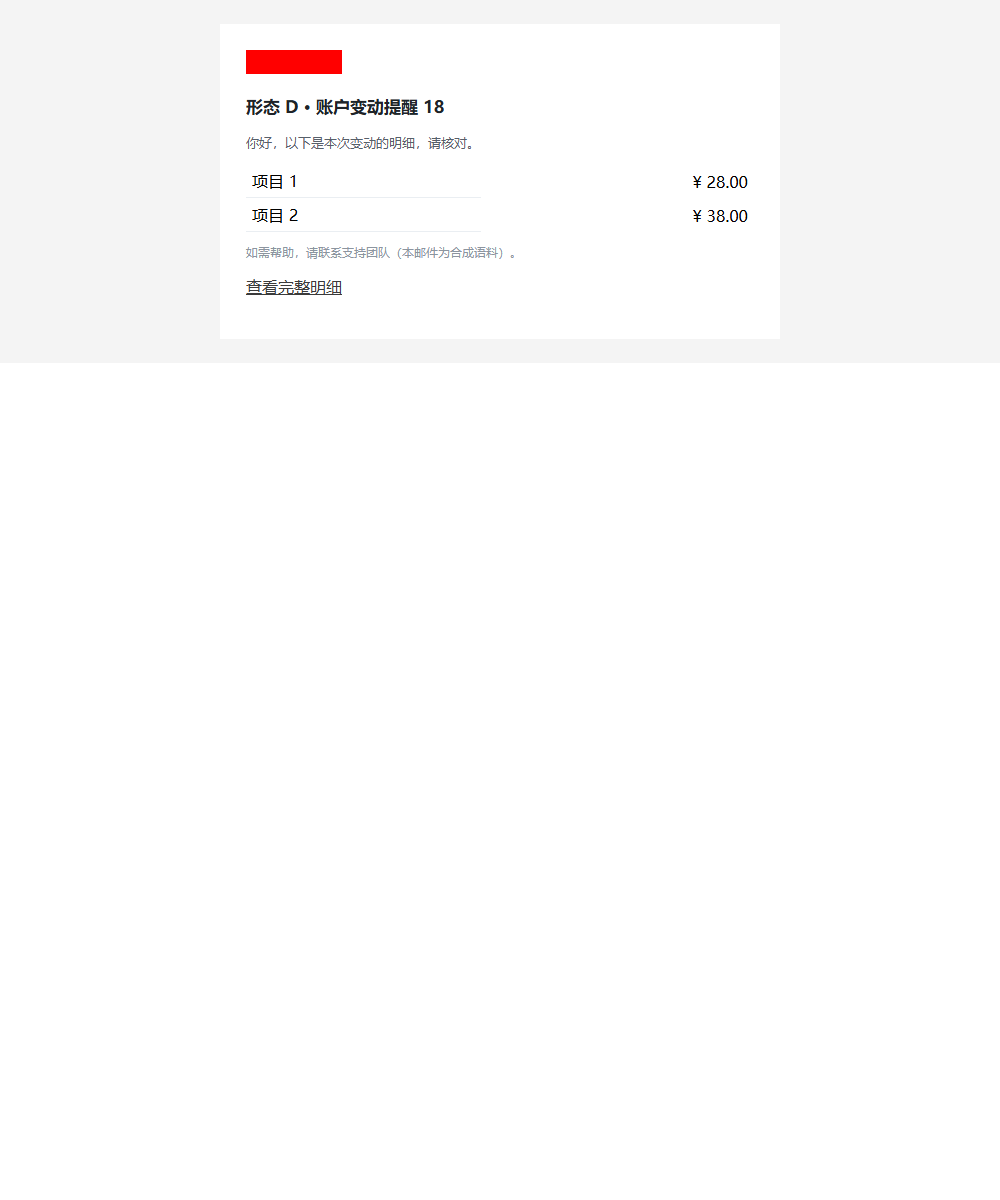 形态 D · 账户变动提醒 18
你好，以下是本次变动的明细，请核对。
项目 1 ¥ 28.00
项目 2 ¥ 38.00
如需帮助，请联系支持团队（本邮件为合成语料）。
查看完整明细